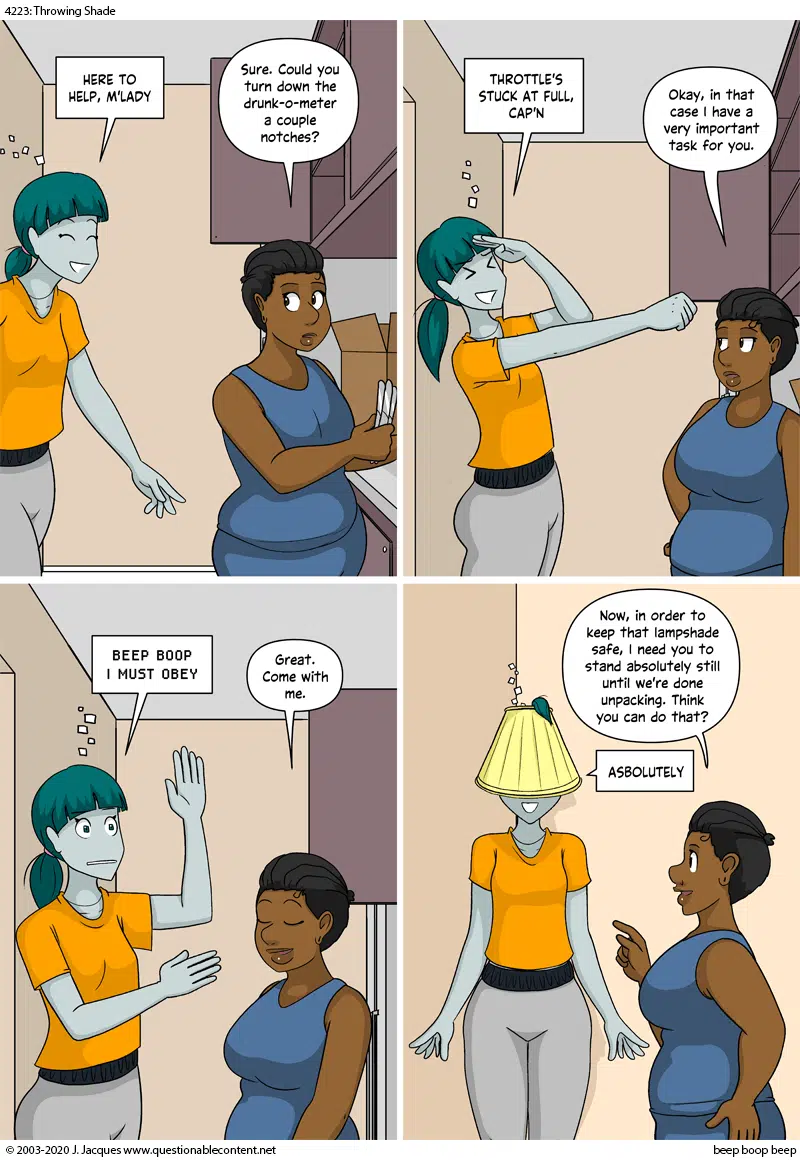 4223: Throwing Shade
HERE TO
HELP, M'LADY
Sure. Could you
turn down the
drunk-o-meter
a couple
notches?
THROTTLE'S
STUCK AT FULL,
CAP'N
Okay, in that
case I have a
very important
task for you.
BEEP BOOP
I MUST OBEY
Great.
Come with
me.
Now, in order to
keep that lampshade
safe, I need you to
stand absolutely still
until we're done
unpacking. Think
you can do that?
ASBOLUTELY
© 2003-2020 J. Jacques www.questionablecontent.net
beep boop beep